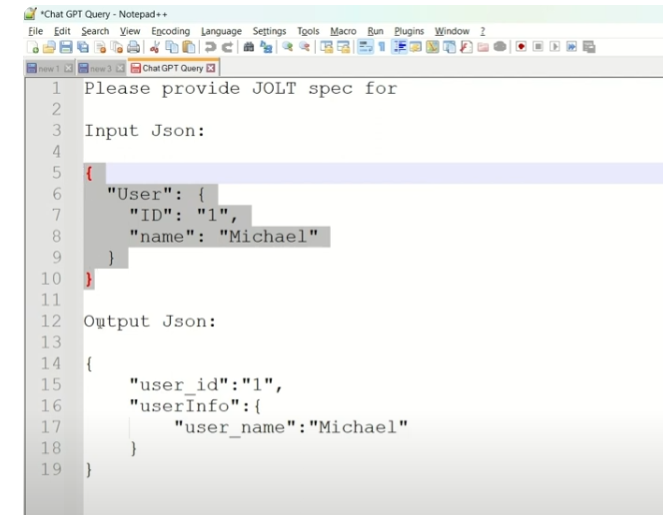 *Chat GPT Query - Notepad++
File Edit Search View Encoding Language Settings Tools Macro Run Plugins Window ?
new 1 new 3 Chat GPT Query
1 Please provide JOLT spec for
2
3 Input Json:
4
5 {
6 "User": {
7 "ID": "1",
8 "name": "Michael"
9 }
10 }
11
12 Output Json:
13
14 {
15 "user_id":"1",
16 "userInfo":{
17 "user_name":"Michael"
18 }
19 }